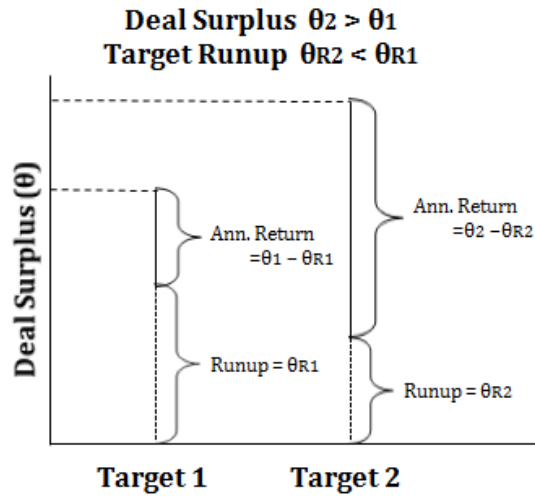 Deal Surplus θ2 > θ1
Target Runup θR2 < θR1
Deal Surplus (θ)
Ann. Return
=θ1 − θR1
Runup = θR1
Ann. Return
=θ2 −θR2
Runup = θR2
Target 1
Target 2